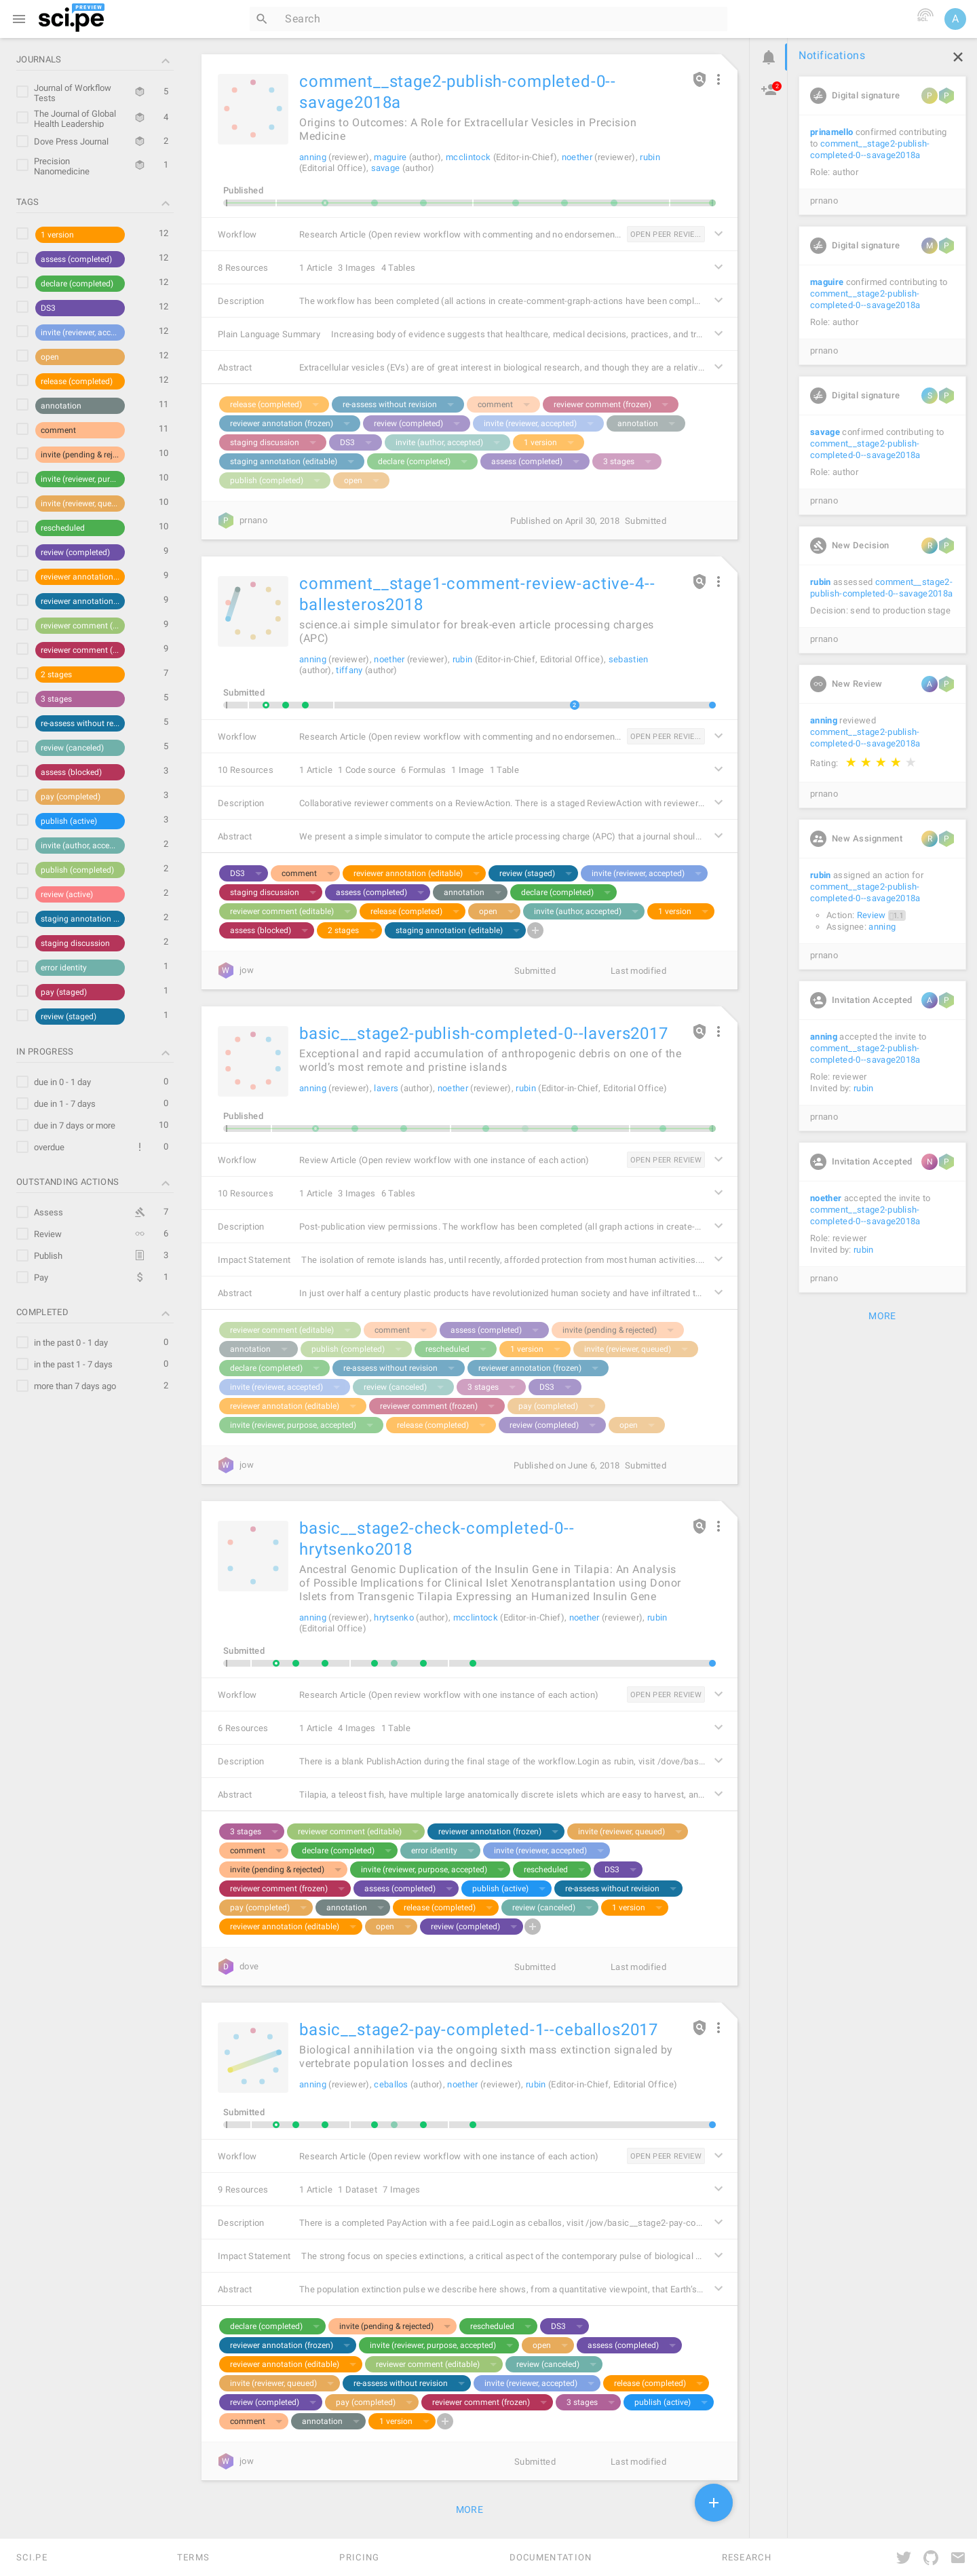 sci.pe PREVIEW
Search
A
JOURNALS
Journal of Workflow
Tests
5
The Journal of Global
Health Leadership
4
Dove Press Journal
2
Precision
Nanomedicine
1
TAGS
1 version 12
assess (completed) 12
declare (completed) 12
DS3 12
invite (reviewer, acc... 12
open 12
release (completed) 12
annotation 11
comment 11
invite (pending & rej... 10
invite (reviewer, pur... 10
invite (reviewer, que... 10
rescheduled 10
review (completed) 9
reviewer annotation... 9
reviewer annotation... 9
reviewer comment (... 9
reviewer comment (... 9
2 stages 7
3 stages 5
re-assess without re... 5
review (canceled) 5
assess (blocked) 3
pay (completed) 3
publish (active) 3
invite (author, acce... 2
publish (completed) 2
review (active) 2
staging annotation ... 2
staging discussion 2
error identity 1
pay (staged) 1
review (staged) 1
IN PROGRESS
due in 0 - 1 day 0
due in 1 - 7 days 0
due in 7 days or more 10
overdue 0
OUTSTANDING ACTIONS
Assess 7
Review 6
Publish 3
Pay 1
COMPLETED
in the past 0 - 1 day 0
in the past 1 - 7 days 0
more than 7 days ago 2
comment__stage2-publish-completed-0--
savage2018a
Origins to Outcomes: A Role for Extracellular Vesicles in Precision
Medicine
anning (reviewer), maguire (author), mcclintock (Editor-in-Chief), noether (reviewer), rubin
(Editorial Office), savage (author)
Published
Workflow Research Article (Open review workflow with commenting and no endorsemen... OPEN PEER REVIE...
8 Resources 1 Article 3 Images 4 Tables
Description The workflow has been completed (all actions in create-comment-graph-actions have been compl...
Plain Language Summary Increasing body of evidence suggests that healthcare, medical decisions, practices, and tr...
Abstract Extracellular vesicles (EVs) are of great interest in biological research, and though they are a relativ...
release (completed) re-assess without revision comment reviewer comment (frozen)
reviewer annotation (frozen) review (completed) invite (reviewer, accepted) annotation
staging discussion DS3 invite (author, accepted) 1 version
staging annotation (editable) declare (completed) assess (completed) 3 stages
publish (completed) open
P prnano Published on April 30, 2018 Submitted
comment__stage1-comment-review-active-4--
ballesteros2018
science.ai simple simulator for break-even article processing charges
(APC)
anning (reviewer), noether (reviewer), rubin (Editor-in-Chief, Editorial Office), sebastien
(author), tiffany (author)
Submitted
2
Workflow Research Article (Open review workflow with commenting and no endorsemen... OPEN PEER REVIE...
10 Resources 1 Article 1 Code source 6 Formulas 1 Image 1 Table
Description Collaborative reviewer comments on a ReviewAction. There is a staged ReviewAction with reviewer...
Abstract We present a simple simulator to compute the article processing charge (APC) that a journal shoul...
DS3 comment reviewer annotation (editable) review (staged) invite (reviewer, accepted)
staging discussion assess (completed) annotation declare (completed)
reviewer comment (editable) release (completed) open invite (author, accepted) 1 version
assess (blocked) 2 stages staging annotation (editable)
W jow Submitted Last modified
basic__stage2-publish-completed-0--lavers2017
Exceptional and rapid accumulation of anthropogenic debris on one of the
world's most remote and pristine islands
anning (reviewer), lavers (author), noether (reviewer), rubin (Editor-in-Chief, Editorial Office)
Published
Workflow Review Article (Open review workflow with one instance of each action) OPEN PEER REVIEW
10 Resources 1 Article 3 Images 6 Tables
Description Post-publication view permissions. The workflow has been completed (all graph actions in create-...
Impact Statement The isolation of remote islands has, until recently, afforded protection from most human activities....
Abstract In just over half a century plastic products have revolutionized human society and have infiltrated t...
reviewer comment (editable) comment assess (completed) invite (pending & rejected)
annotation publish (completed) rescheduled 1 version invite (reviewer, queued)
declare (completed) re-assess without revision reviewer annotation (frozen)
invite (reviewer, accepted) review (canceled) 3 stages DS3
reviewer annotation (editable) reviewer comment (frozen) pay (completed)
invite (reviewer, purpose, accepted) release (completed) review (completed) open
W jow Published on June 6, 2018 Submitted
basic__stage2-check-completed-0--
hrytsenko2018
Ancestral Genomic Duplication of the Insulin Gene in Tilapia: An Analysis
of Possible Implications for Clinical Islet Xenotransplantation using Donor
Islets from Transgenic Tilapia Expressing an Humanized Insulin Gene
anning (reviewer), hrytsenko (author), mcclintock (Editor-in-Chief), noether (reviewer), rubin
(Editorial Office)
Submitted
Workflow Research Article (Open review workflow with one instance of each action) OPEN PEER REVIEW
6 Resources 1 Article 4 Images 1 Table
Description There is a blank PublishAction during the final stage of the workflow.Login as rubin, visit /dove/bas...
Abstract Tilapia, a teleost fish, have multiple large anatomically discrete islets which are easy to harvest, an...
3 stages reviewer comment (editable) reviewer annotation (frozen) invite (reviewer, queued)
comment declare (completed) error identity invite (reviewer, accepted)
invite (pending & rejected) invite (reviewer, purpose, accepted) rescheduled DS3
reviewer comment (frozen) assess (completed) publish (active) re-assess without revision
pay (completed) annotation release (completed) review (canceled) 1 version
reviewer annotation (editable) open review (completed)
D dove Submitted Last modified
basic__stage2-pay-completed-1--ceballos2017
Biological annihilation via the ongoing sixth mass extinction signaled by
vertebrate population losses and declines
anning (reviewer), ceballos (author), noether (reviewer), rubin (Editor-in-Chief, Editorial Office)
Submitted
Workflow Research Article (Open review workflow with one instance of each action) OPEN PEER REVIEW
9 Resources 1 Article 1 Dataset 7 Images
Description There is a completed PayAction with a fee paid.Login as ceballos, visit /jow/basic__stage2-pay-co...
Impact Statement The strong focus on species extinctions, a critical aspect of the contemporary pulse of biological ...
Abstract The population extinction pulse we describe here shows, from a quantitative viewpoint, that Earth's...
declare (completed) invite (pending & rejected) rescheduled DS3
reviewer annotation (frozen) invite (reviewer, purpose, accepted) open assess (completed)
reviewer annotation (editable) reviewer comment (editable) review (canceled)
invite (reviewer, queued) re-assess without revision invite (reviewer, accepted) release (completed)
review (completed) pay (completed) reviewer comment (frozen) 3 stages publish (active)
comment annotation 1 version
W jow Submitted Last modified
MORE
2
Notifications
Digital signature P P
prinamello confirmed contributing
to comment__stage2-publish-
completed-0--savage2018a
Role: author
prnano
Digital signature M P
maguire confirmed contributing to
comment__stage2-publish-
completed-0--savage2018a
Role: author
prnano
Digital signature S P
savage confirmed contributing to
comment__stage2-publish-
completed-0--savage2018a
Role: author
prnano
New Decision R P
rubin assessed comment__stage2-
publish-completed-0--savage2018a
Decision: send to production stage
prnano
New Review A P
anning reviewed
comment__stage2-publish-
completed-0--savage2018a
Rating:
prnano
New Assignment R P
rubin assigned an action for
comment__stage2-publish-
completed-0--savage2018a
Action: Review
Assignee: anning
prnano
Invitation Accepted A P
anning accepted the invite to
comment__stage2-publish-
completed-0--savage2018a
Role: reviewer
Invited by: rubin
prnano
Invitation Accepted N P
noether accepted the invite to
comment__stage2-publish-
completed-0--savage2018a
Role: reviewer
Invited by: rubin
prnano
MORE
SCI.PE TERMS PRICING DOCUMENTATION RESEARCH